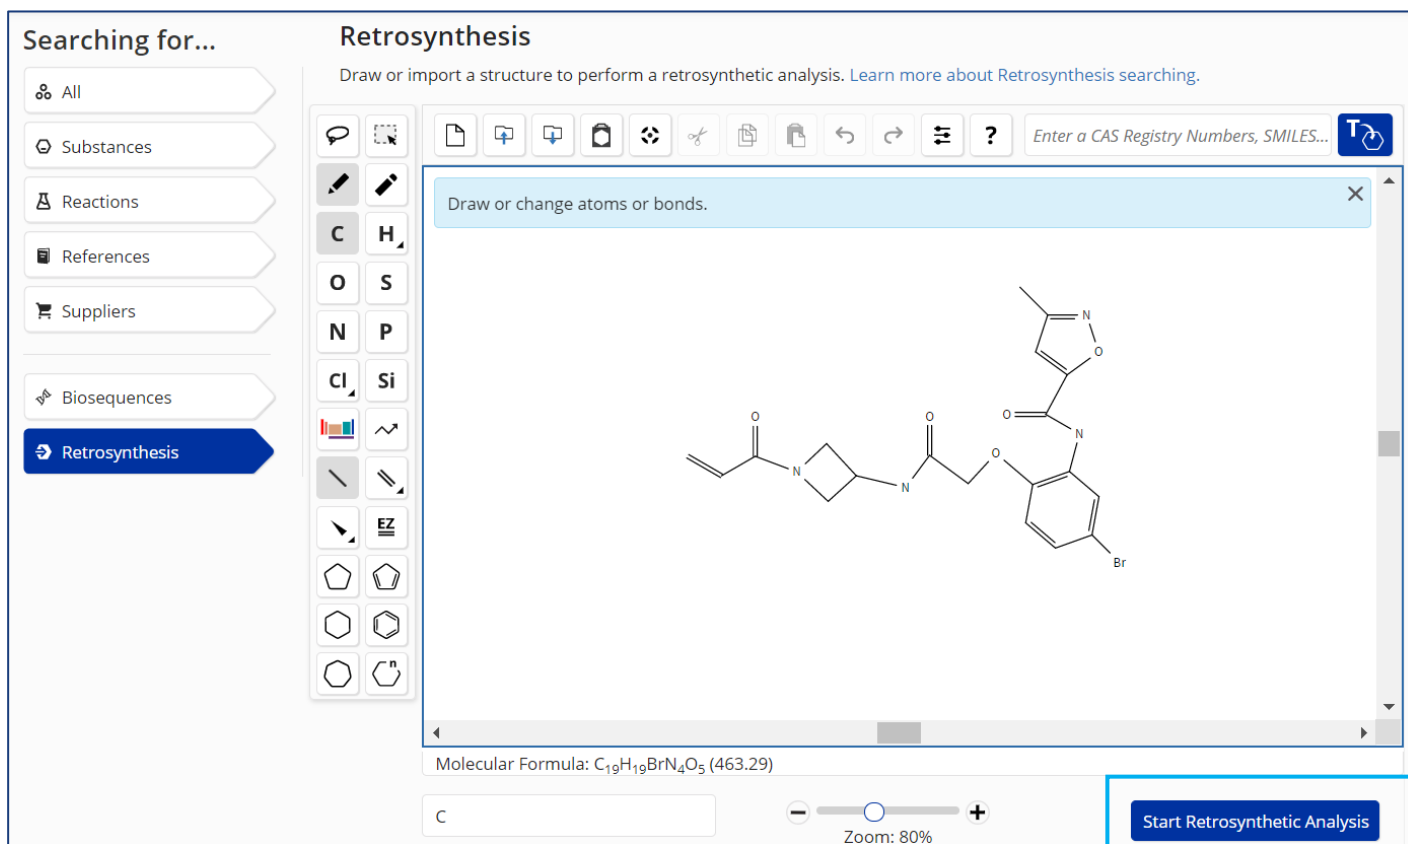 Searching for...
All
Substances
Reactions
References
Suppliers
Biosequences
Retrosynthesis
Retrosynthesis
Draw or import a structure to perform a retrosynthetic analysis. Learn more about Retrosynthesis searching.
?
Enter a CAS Registry Numbers, SMILES...
T
C H
O S
N P
Cl Si
EZ
n
Draw or change atoms or bonds.
N
O
O
N
O
N
O
N
O
Br
Molecular Formula: C₁₉H₁₉BrN₄O₅ (463.29)
C
Zoom: 80%
Start Retrosynthetic Analysis